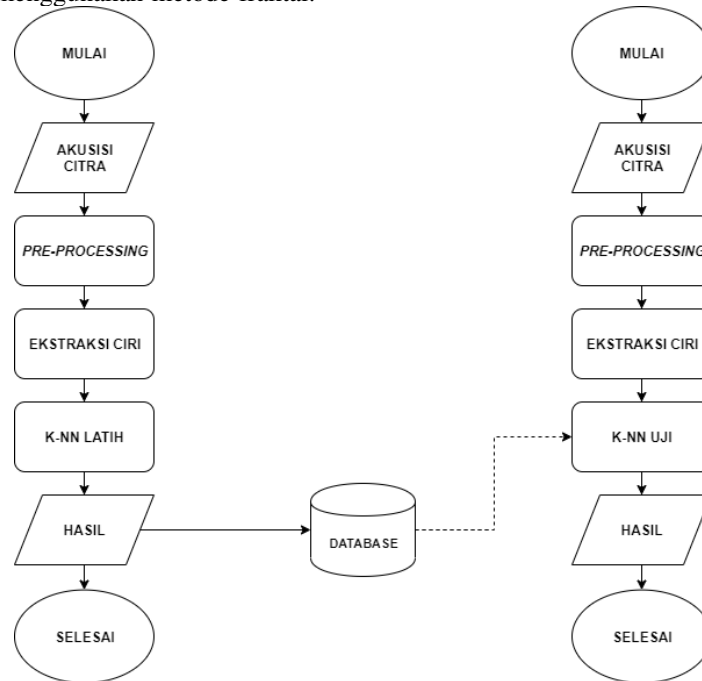 menggunakan metode fraktal.
MULAI
AKUSISI
CITRA
PRE-PROCESSING
EKSTRAKSI CIRI
K-NN LATIH
HASIL
SELESAI
DATABASE
MULAI
AKUSISI
CITRA
PRE-PROCESSING
EKSTRAKSI CIRI
K-NN UJI
HASIL
SELESAI